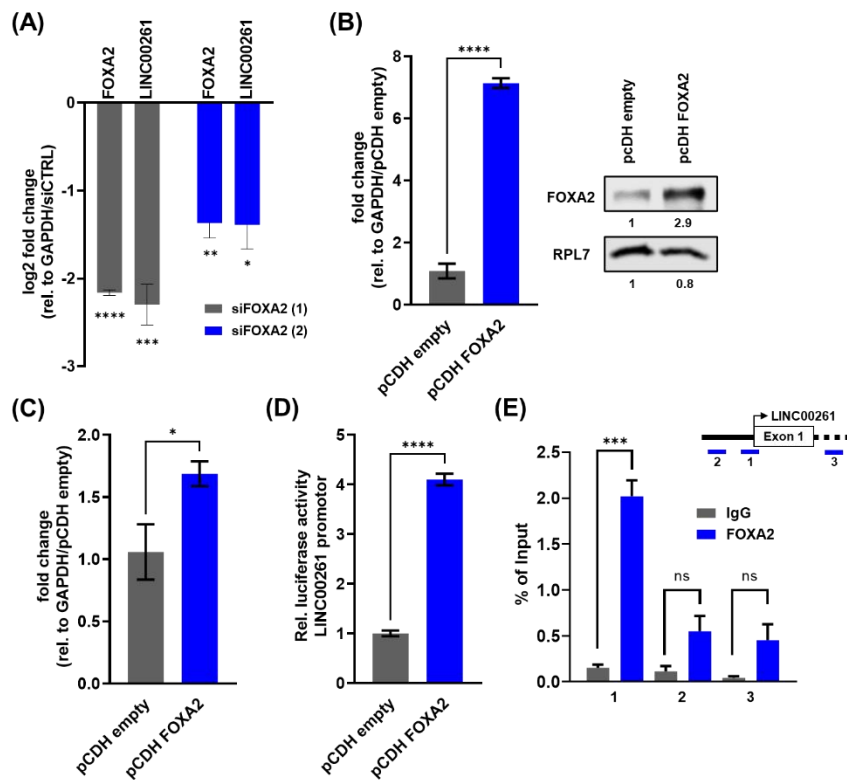 (A)
FOXA2
LINC00261
FOXA2
LINC00261
0
-1
-2
-3
log2 fold change
(rel. to GAPDH/siCTRL)
****
***
**
*
siFOXA2 (1)
siFOXA2 (2)
(B)
fold change
(rel. to GAPDH/pCDH empty)
8
6
4
2
0
****
pCDH empty
pCDH FOXA2
pcDH empty
pcDH FOXA2
FOXA2
1 2.9
RPL7
1 0.8
(C)
fold change
(rel. to GAPDH/pCDH empty)
2.0
1.5
1.0
0.5
0.0
*
pCDH empty
pCDH FOXA2
(D)
Rel. luciferase activity
LINC00261 promotor
5
4
3
2
1
0
****
pCDH empty
pCDH FOXA2
(E)
LINC00261
Exon 1
2 1 3
% of Input
2.5
2.0
1.5
1.0
0.5
0.0
***
ns
ns
IgG
FOXA2
1 2 3